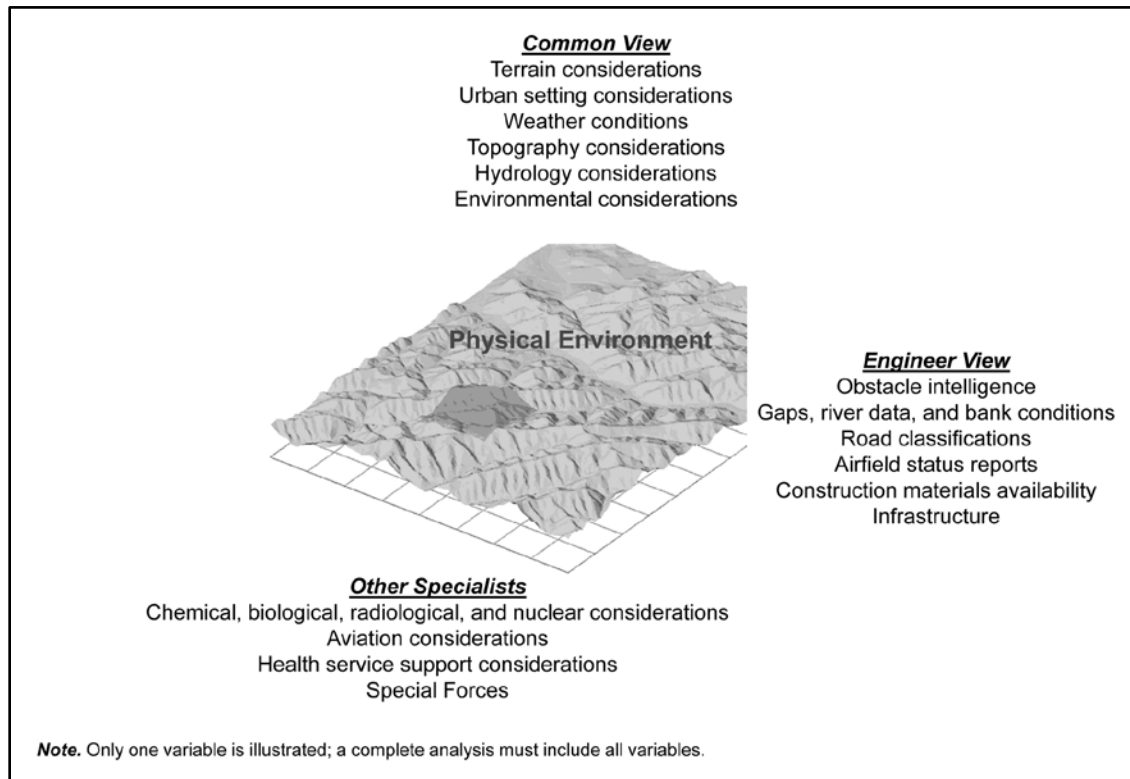 Common View
Terrain considerations
Urban setting considerations
Weather conditions
Topography considerations
Hydrology considerations
Environmental considerations
Physical Environment
Engineer View
Obstacle intelligence
Gaps, river data, and bank conditions
Road classifications
Airfield status reports
Construction materials availability
Infrastructure
Other Specialists
Chemical, biological, radiological, and nuclear considerations
Aviation considerations
Health service support considerations
Special Forces
Note. Only one variable is illustrated; a complete analysis must include all variables.